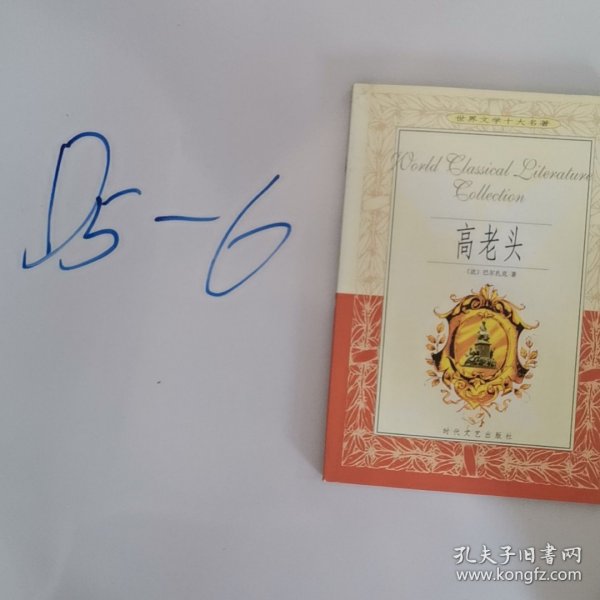 D5-6
世界文学十大名著
World Classical Literature
Collection
高老头
〔法〕巴尔扎克 著
时代文艺出版社
孔夫子旧书网
www.kongfz.com